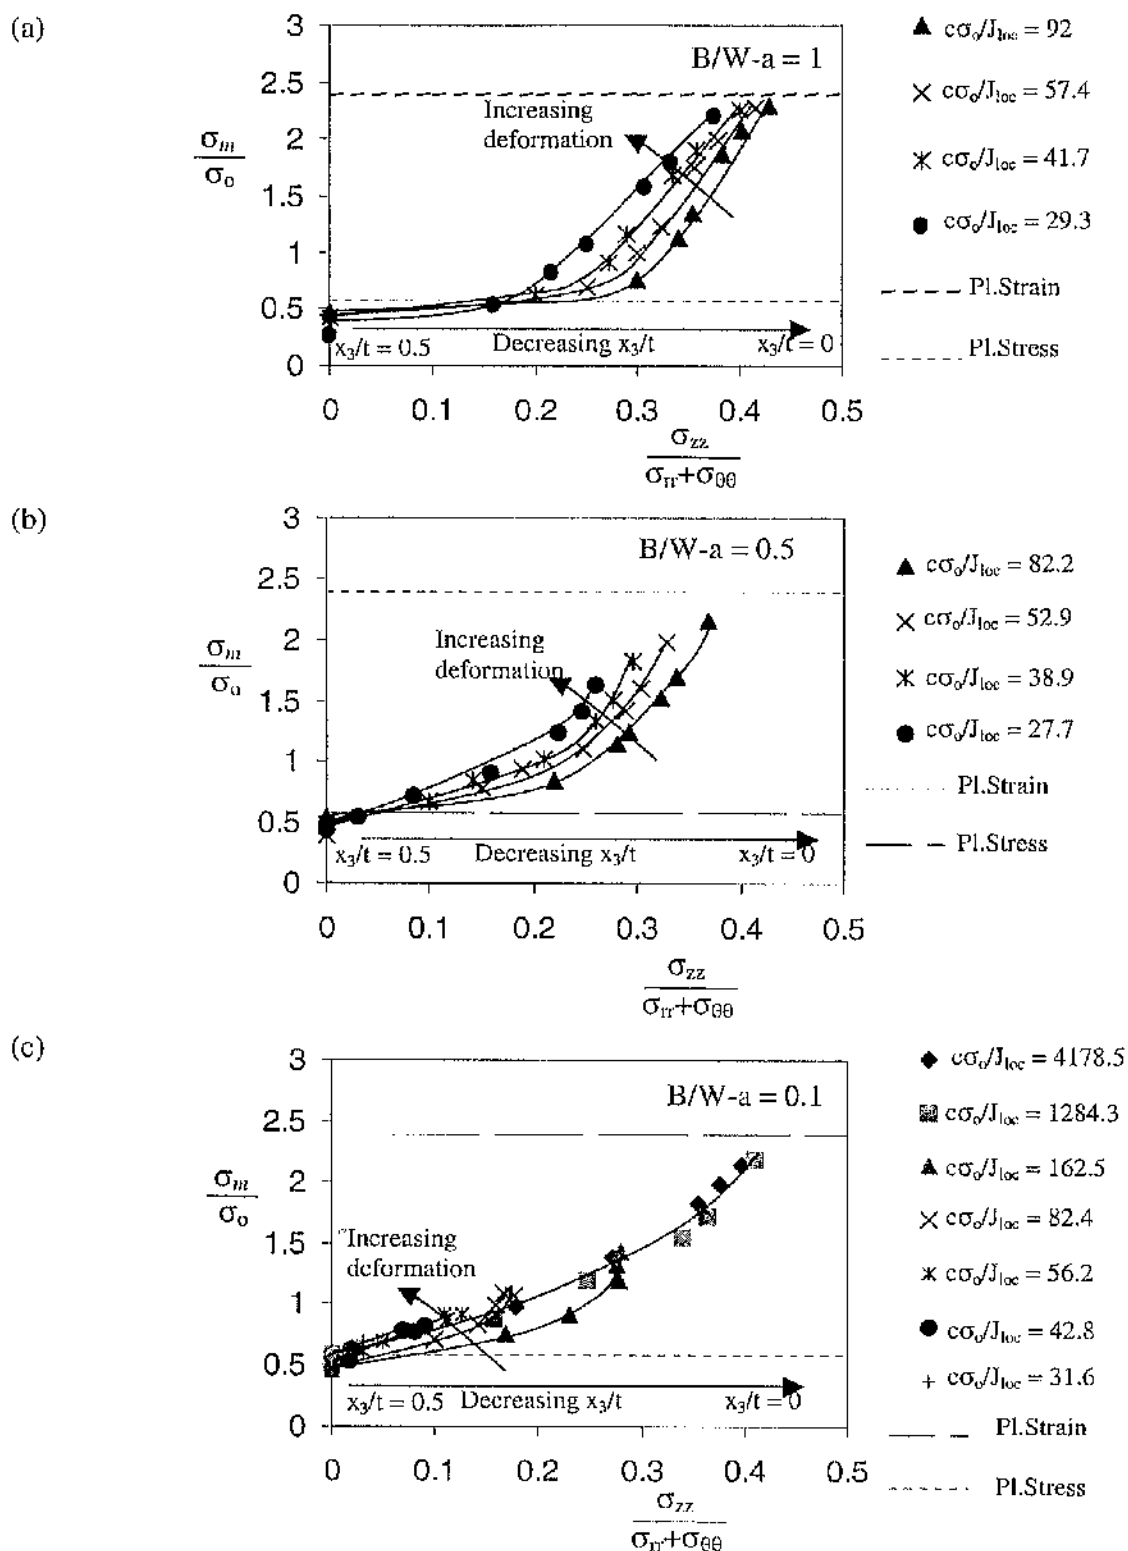 (a)
3
2.5
2
1.5
1
0.5
0
σm
σo
B/W-a = 1
Increasing
deformation
x3/t = 0.5 Decreasing x3/t x3/t = 0
0 0.1 0.2 0.3 0.4 0.5
σzz
σrr+σθθ
cσo/Jloc = 92
cσo/Jloc = 57.4
cσo/Jloc = 41.7
cσo/Jloc = 29.3
Pl.Strain
Pl.Stress
(b)
3
2.5
2
1.5
1
0.5
0
σm
σo
B/W-a = 0.5
Increasing
deformation
x3/t = 0.5 Decreasing x3/t x3/t = 0
0 0.1 0.2 0.3 0.4 0.5
σzz
σrr+σθθ
cσo/Jloc = 82.2
cσo/Jloc = 52.9
cσo/Jloc = 38.9
cσo/Jloc = 27.7
Pl.Strain
Pl.Stress
(c)
3
2.5
2
1.5
1
0.5
0
σm
σo
B/W-a = 0.1
Increasing
deformation
x3/t = 0.5 Decreasing x3/t x3/t = 0
0 0.1 0.2 0.3 0.4 0.5
σzz
σrr+σθθ
cσo/Jloc = 4178.5
cσo/Jloc = 1284.3
cσo/Jloc = 162.5
cσo/Jloc = 82.4
cσo/Jloc = 56.2
cσo/Jloc = 42.8
cσo/Jloc = 31.6
Pl.Strain
Pl.Stress